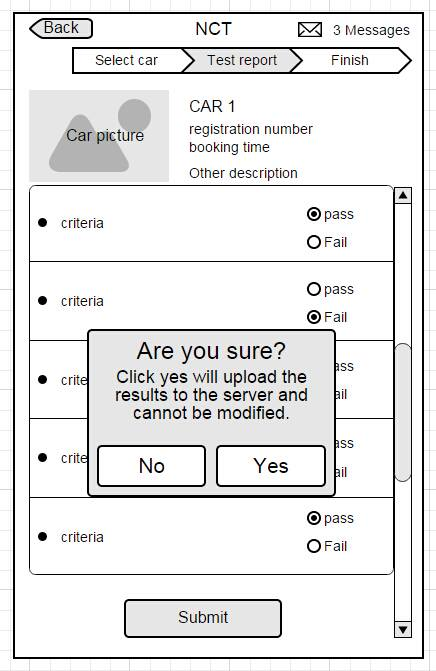 Back
NCT
3 Messages
Select car
Test report
Finish
Car picture
CAR 1
registration number
booking time
Other description
criteria
pass
Fail
criteria
pass
Fail
Are you sure?
Click yes will upload the
results to the server and
cannot be modified.
No
Yes
criteria
pass
Fail
Submit